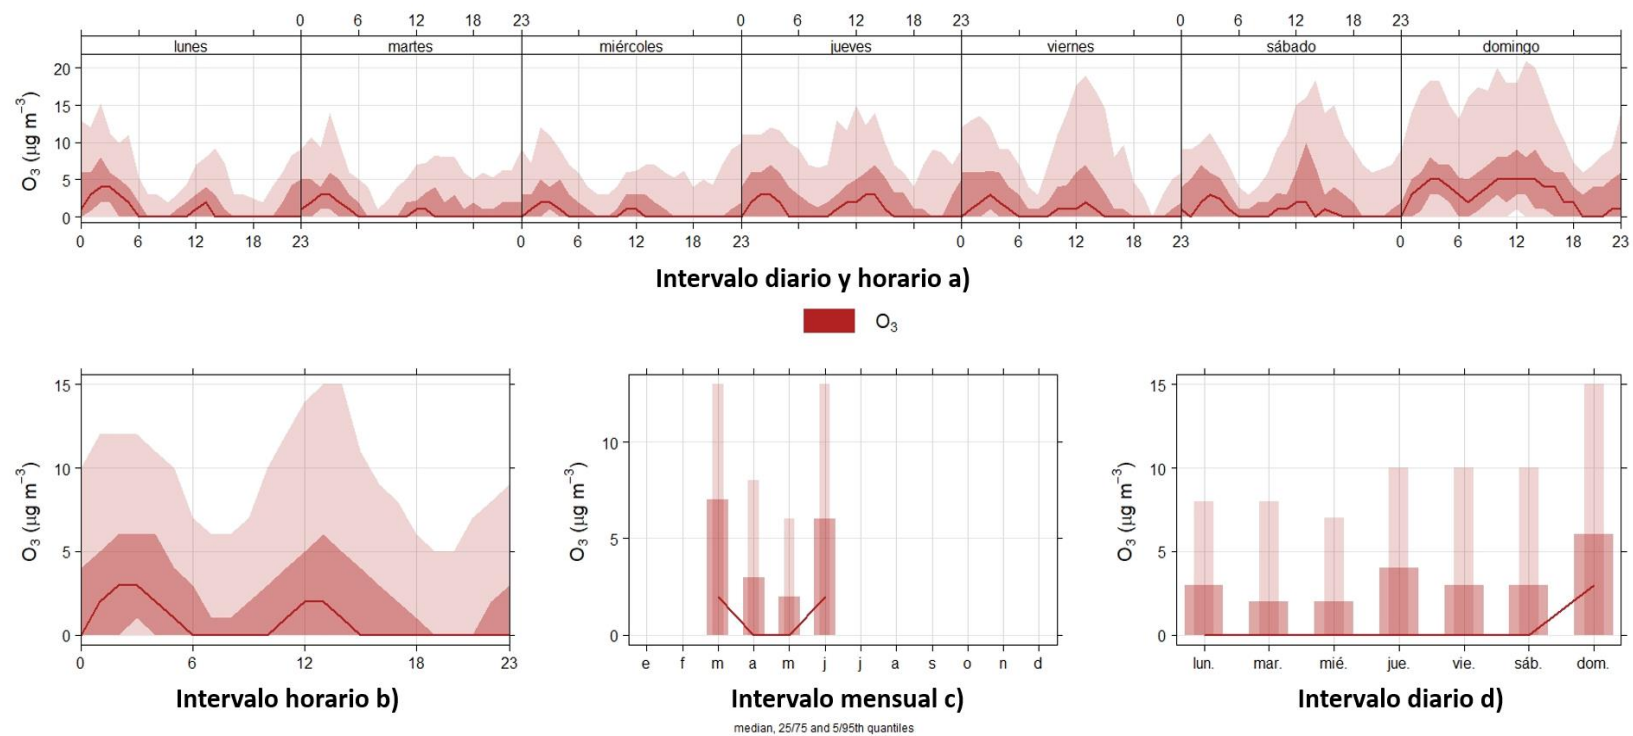 0 6 12 18 23 0 6 12 18 23 0 6 12 18 23
lunes martes miércoles jueves viernes sábado domingo
20
15
10
5
0
O₃ (µg m⁻³)
0 6 12 18 23 0 6 12 18 23 0 6 12 18 23 0 6 12 18 23
Intervalo diario y horario a)
O₃
15
10
5
0
O₃ (µg m⁻³)
0 6 12 18 23
Intervalo horario b)
10
5
0
O₃ (µg m⁻³)
e f m a m j j a s o n d
Intervalo mensual c)
15
10
5
0
O₃ (µg m⁻³)
lun. mar. mié. jue. vie. sáb. dom.
Intervalo diario d)
median, 25/75 and 5/95th quantiles